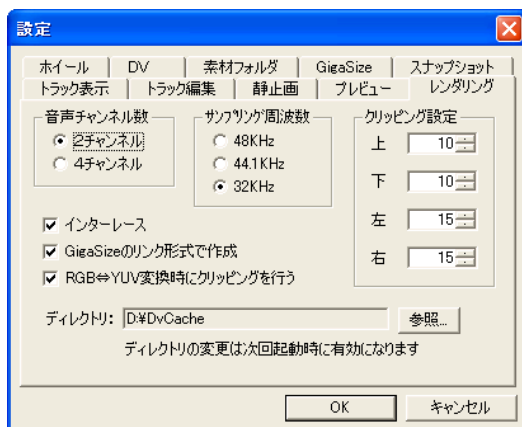 設定
ホイール DV 素材フォルダ GigaSize スナップショット
トラック表示 トラック編集 静止画 プレビュー レンダリング
音声チャンネル数
2チャンネル
4チャンネル
サンプリング周波数
48KHz
44.1KHz
32KHz
クリッピング設定
上 10
下 10
左 15
右 15
インターレース
GigaSizeのリンク形式で作成
RGB⇔YUV変換時にクリッピングを行う
ディレクトリ: D:¥DvCache 参照...
ディレクトリの変更は次回起動時に有効になります
OK キャンセル